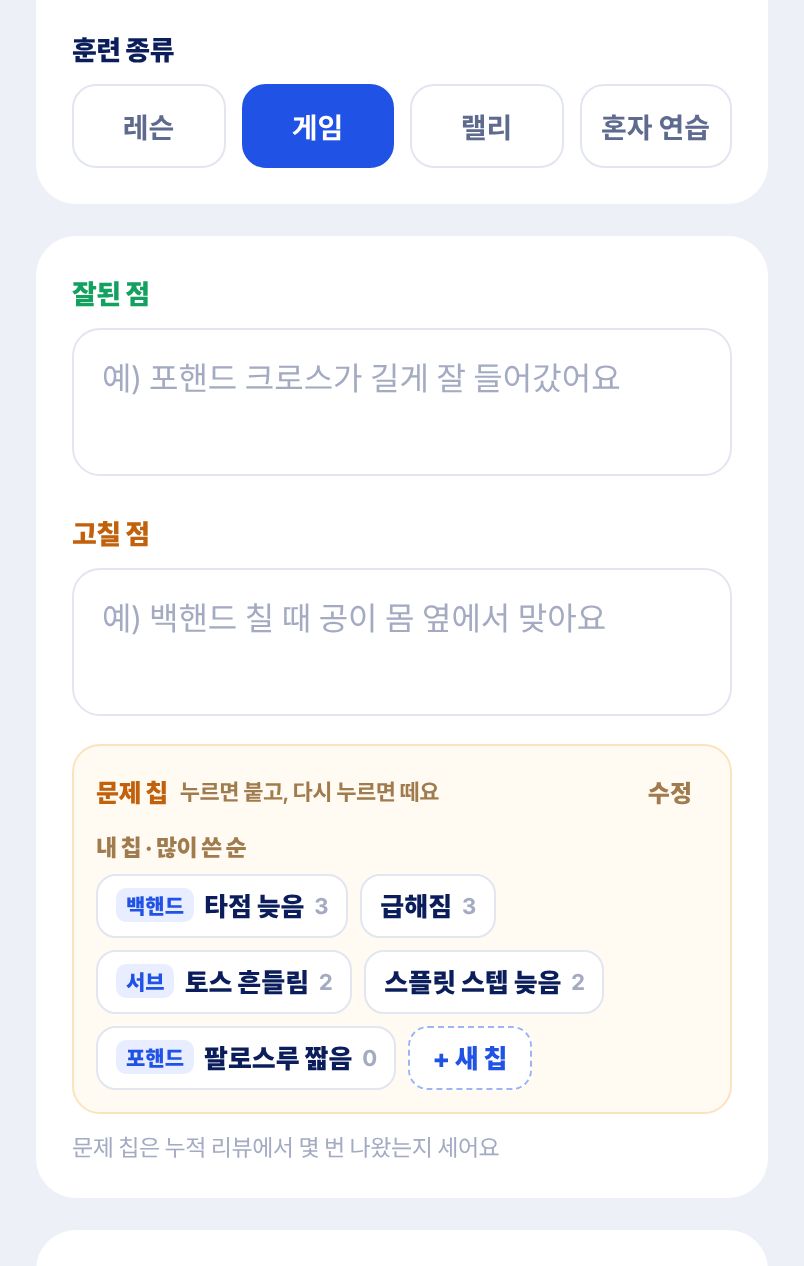 훈련 종류
레슨 게임 랠리 혼자 연습
잘된 점
예) 포핸드 크로스가 길게 잘 들어갔어요
고칠 점
예) 백핸드 칠 때 공이 몸 옆에서 맞아요
문제 칩 누르면 붙고, 다시 누르면 떼요 수정
내 칩 · 많이 쓴 순
백핸드 타점 늦음 3 급해짐 3
서브 토스 흔들림 2 스플릿 스텝 늦음 2
포핸드 팔로스루 짧음 0 + 새 칩
문제 칩은 누적 리뷰에서 몇 번 나왔는지 세어요